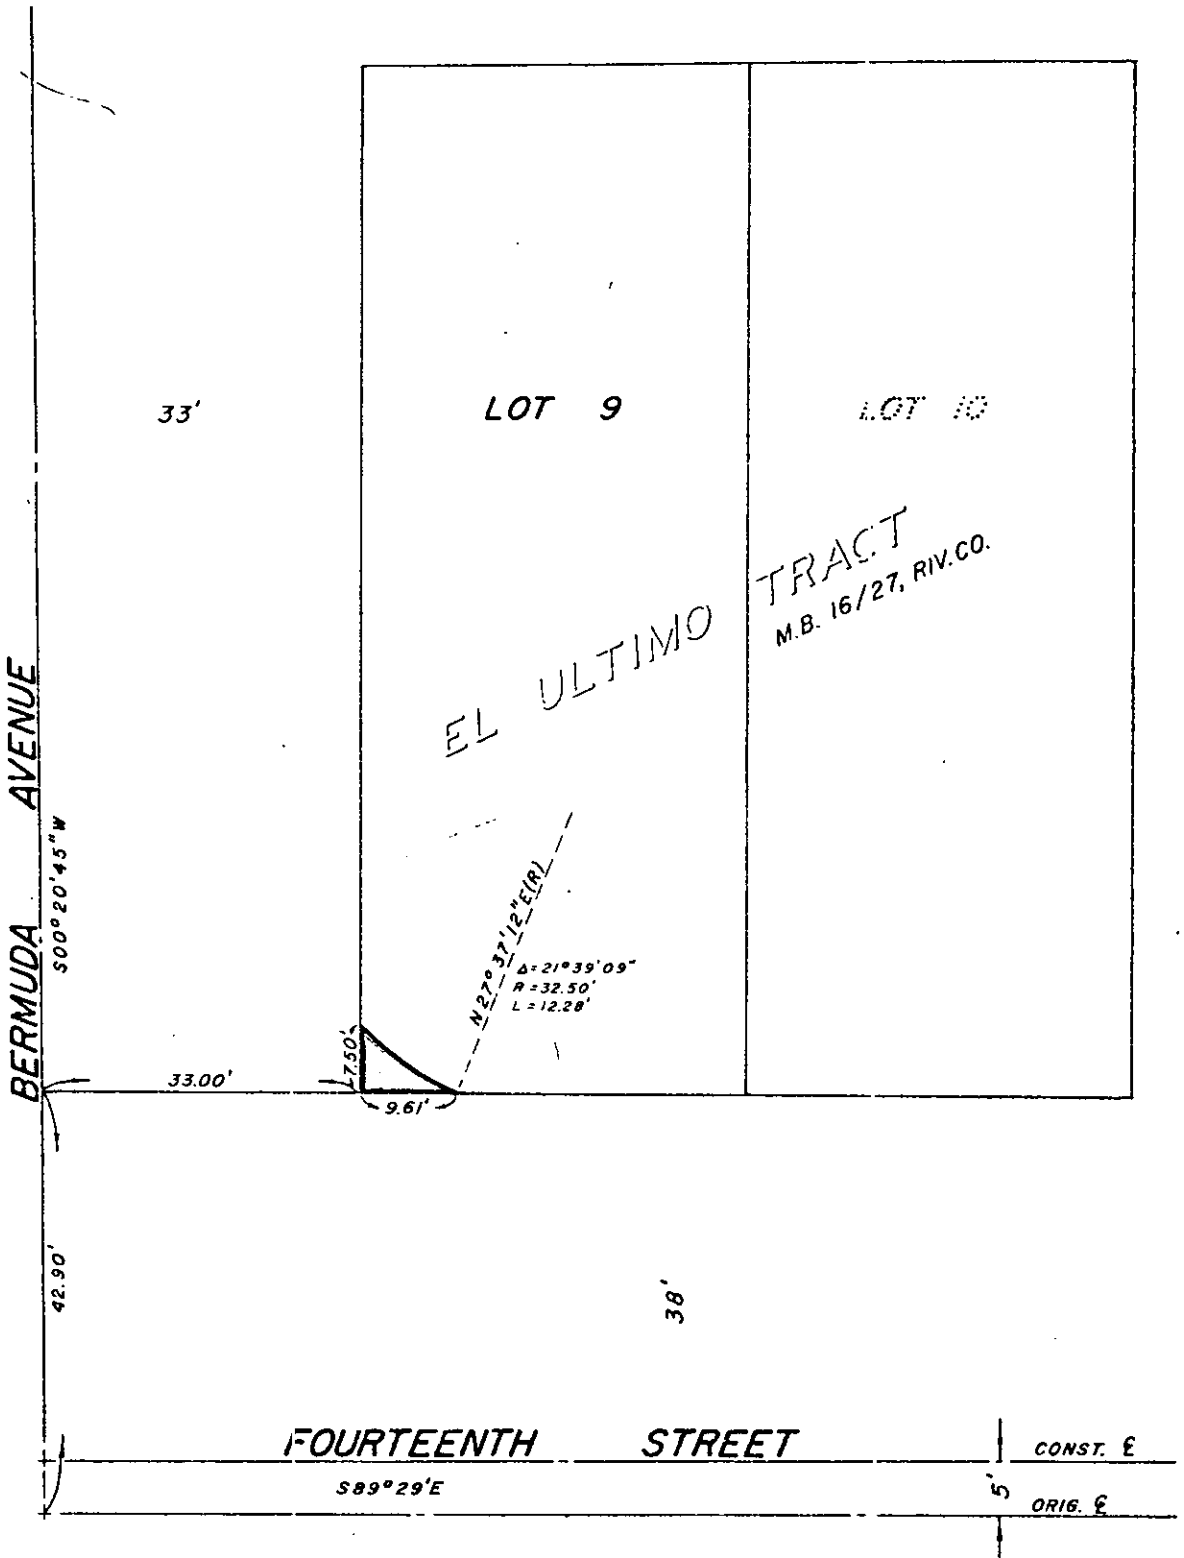 33'
LOT 9
LOT 10
EL ULTIMO TRACT
M.B. 16/27, RIV.CO.
BERMUDA AVENUE
S00°20'45"W
N27°37'12"E(R)
Δ=21°39'09"
R=32.50'
L=12.28'
7.50'
33.00'
9.61'
42.90'
38'
FOURTEENTH STREET
CONST. ℄
S89°29'E
5'
ORIG. ℄